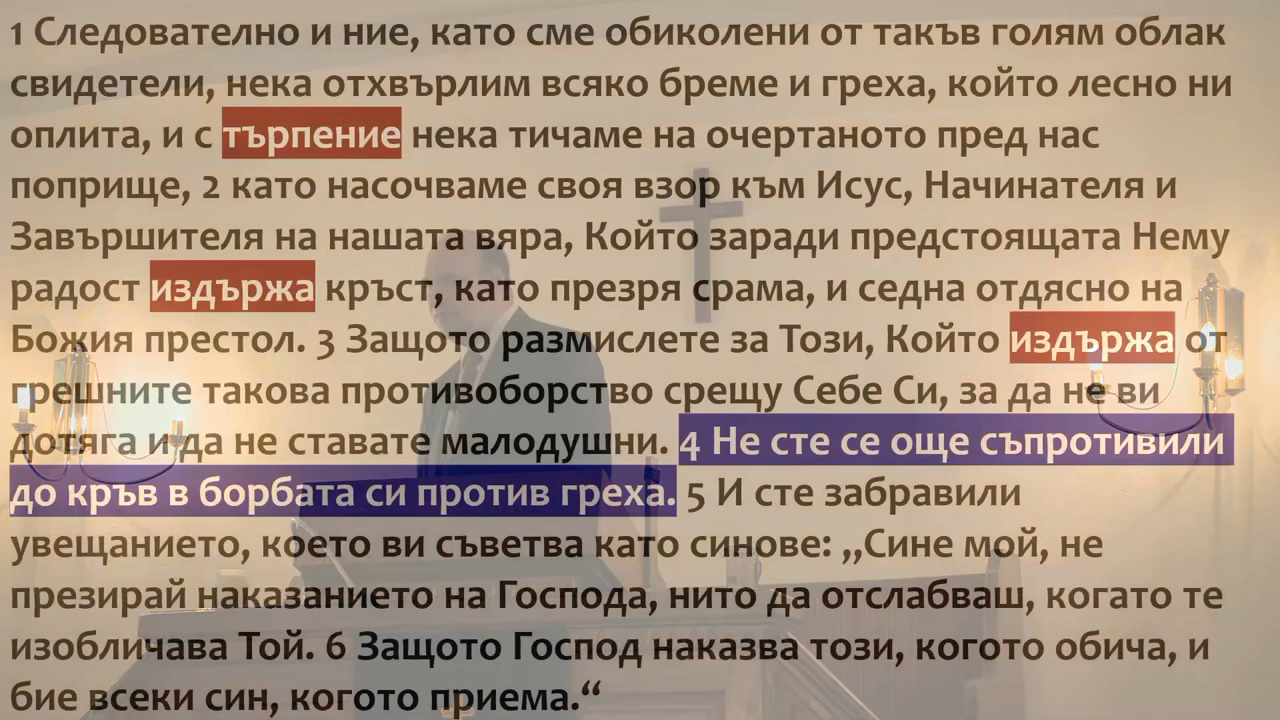 1 Следователно и ние, като сме обиколени от такъв голям облак
свидетели, нека отхвърлим всяко бреме и греха, който лесно ни
оплита, и с търпение нека тичаме на очертаното пред нас
поприще, 2 като насочваме своя взор към Исус, Начинателя и
Завършителя на нашата вяра, Който заради предстоящата Нему
радост издържа кръст, като презря срама, и седна отдясно на
Божия престол. 3 Защото размислете за Този, Който издържа от
грешните такова противоборство срещу Себе Си, за да не ви
дотяга и да не ставате малодушни. 4 Не сте се още съпротивили
до кръв в борбата си против греха. 5 И сте забравили
увещанието, което ви съветва като синове: „Сине мой, не
презирай наказанието на Господа, нито да отслабваш, когато те
изобличава Той. 6 Защото Господ наказва този, когото обича, и
бие всеки син, когото приема.“